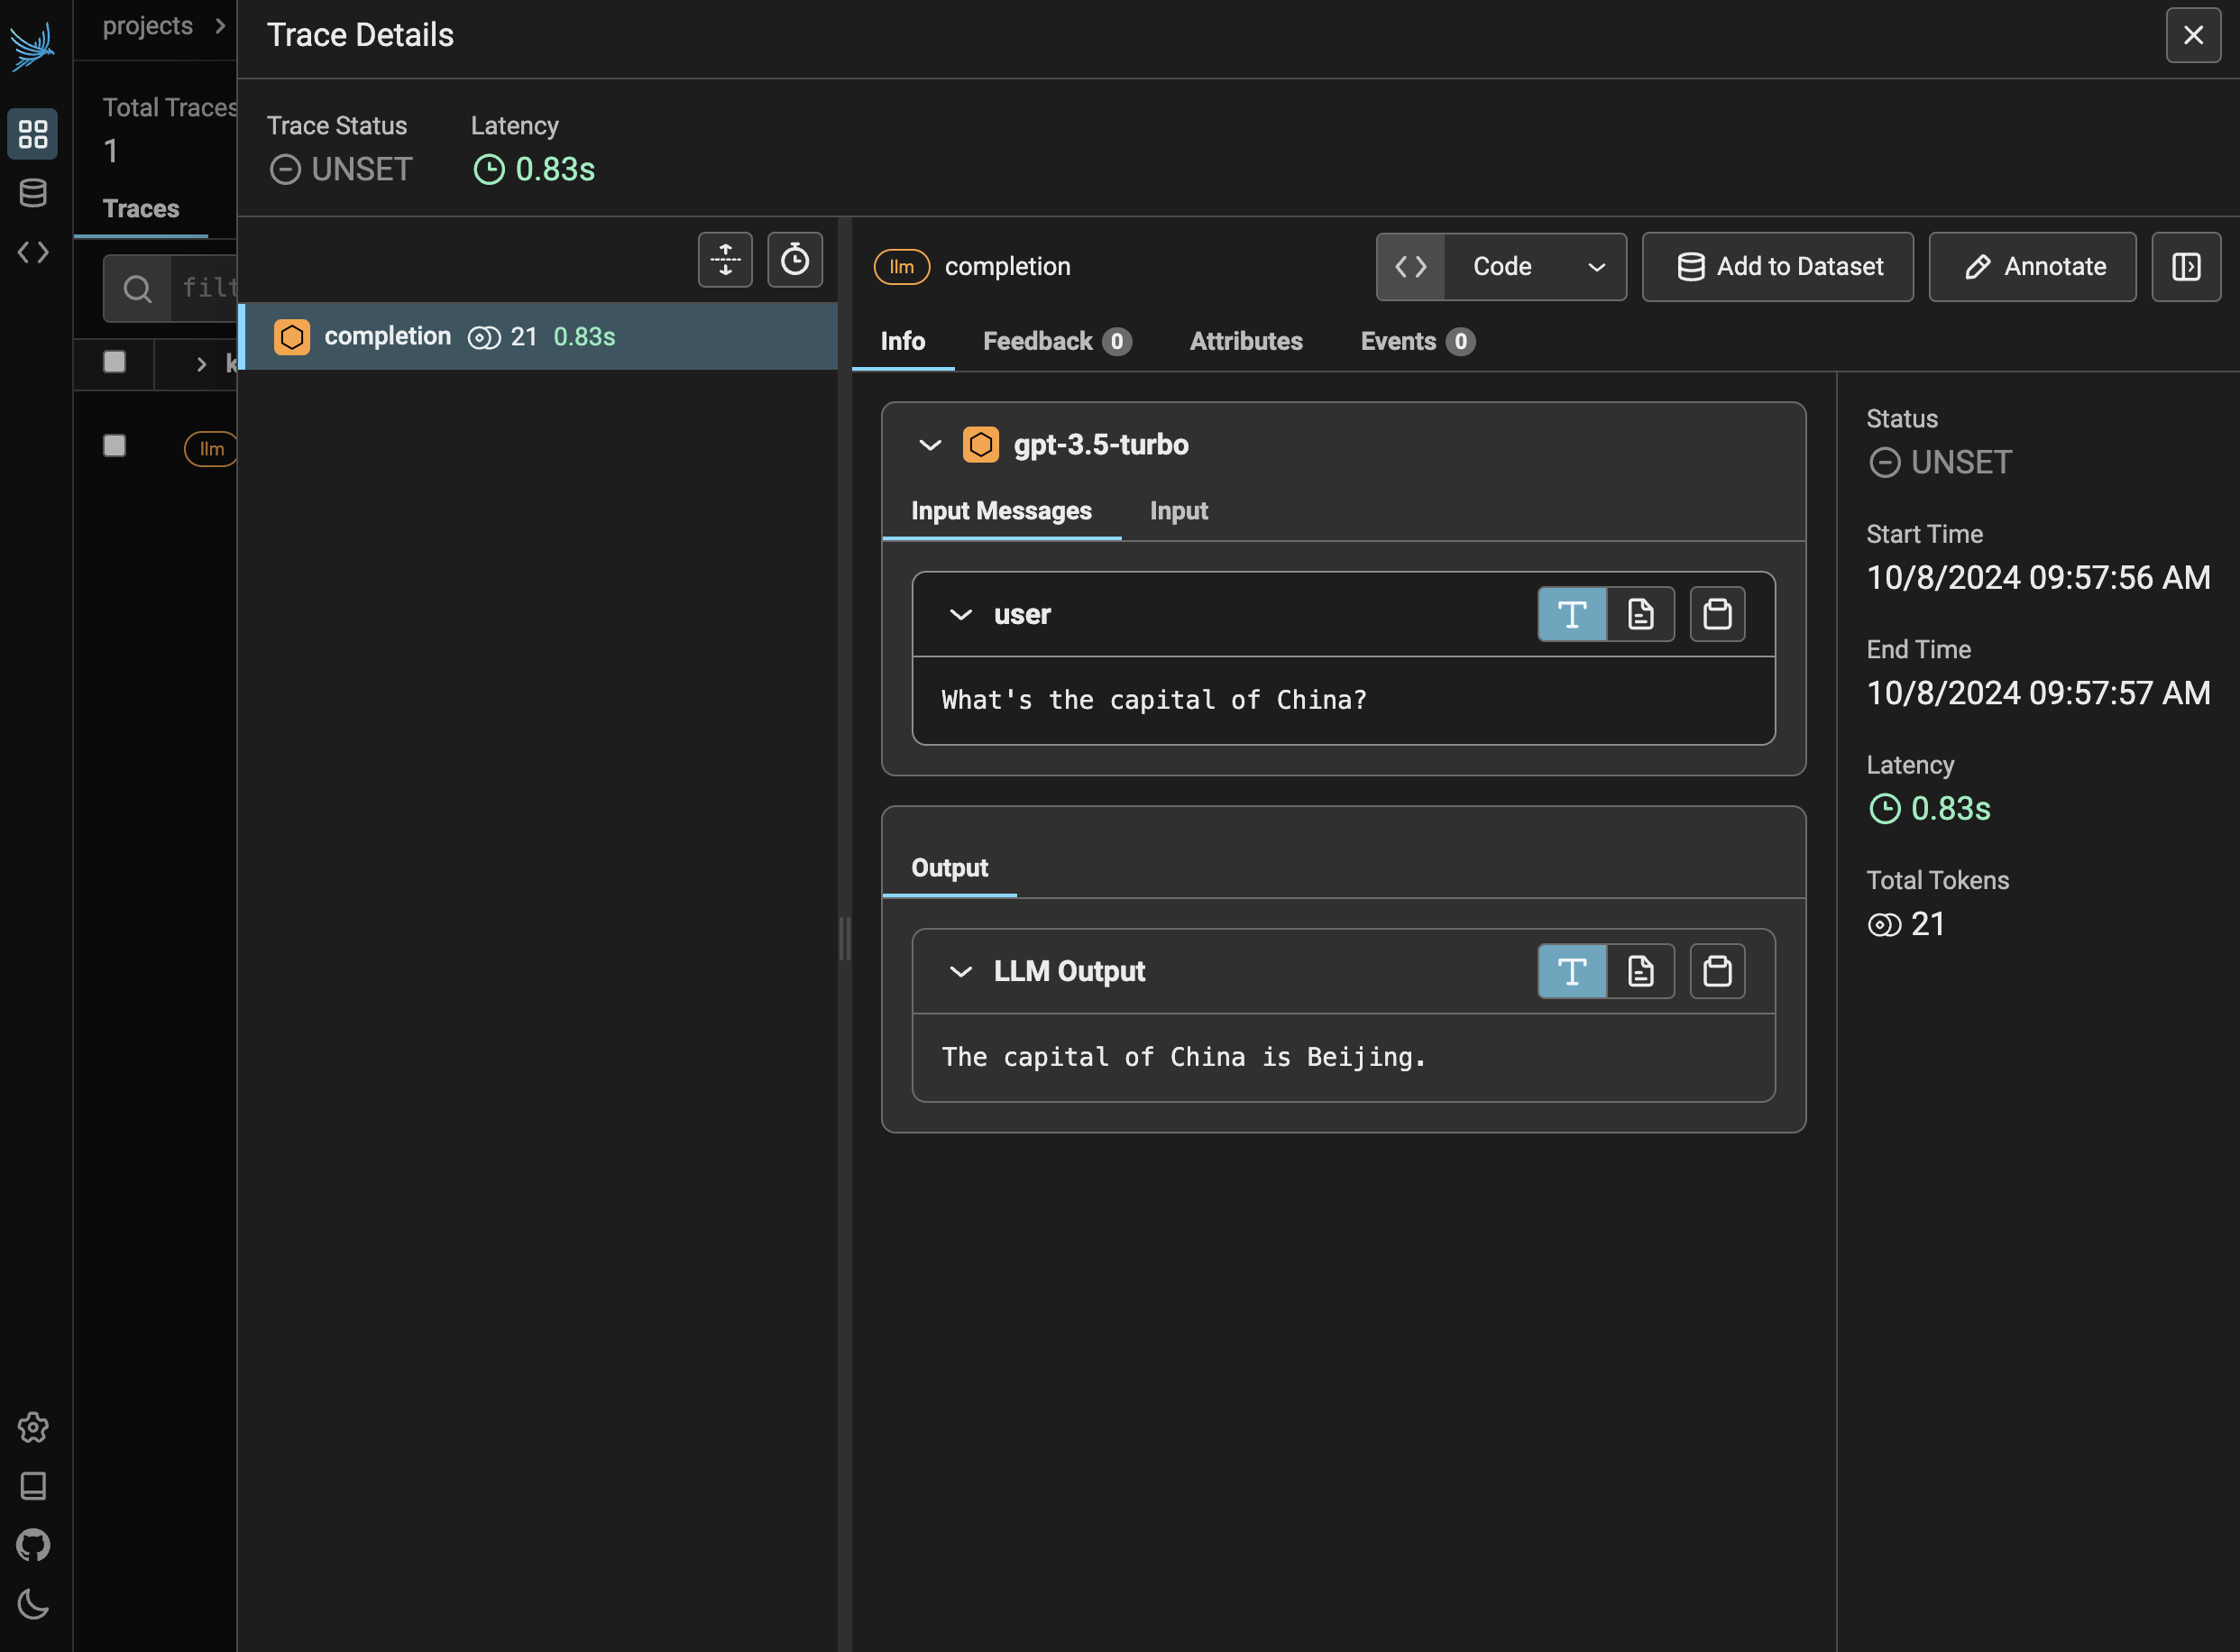 projects
Trace Details
Total Traces
1
Trace Status
Latency
UNSET
0.83s
Traces
llm completion
Code
Add to Dataset
Annotate
filt
completion 21 0.83s
Info
Feedback 0
Attributes
Events 0
k
llm
gpt-3.5-turbo
Input Messages
Input
user
What's the capital of China?
Output
LLM Output
The capital of China is Beijing.
Status
UNSET
Start Time
10/8/2024 09:57:56 AM
End Time
10/8/2024 09:57:57 AM
Latency
0.83s
Total Tokens
21